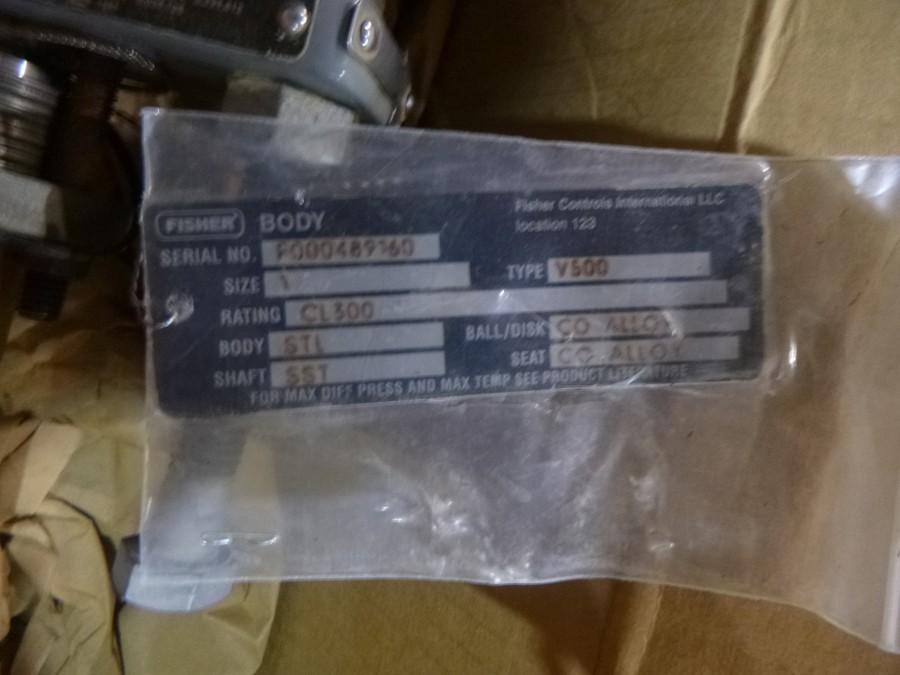 FISHER BODY
Fisher Controls International LLC
location 123
SERIAL NO. F000489160
SIZE 1
TYPE V500
RATING CL300
BODY STL
BALL/DISK CO ALLOY
SHAFT SST
SEAT CO ALLOY
FOR MAX DIFF PRESS AND MAX TEMP SEE PRODUCT LITERATURE